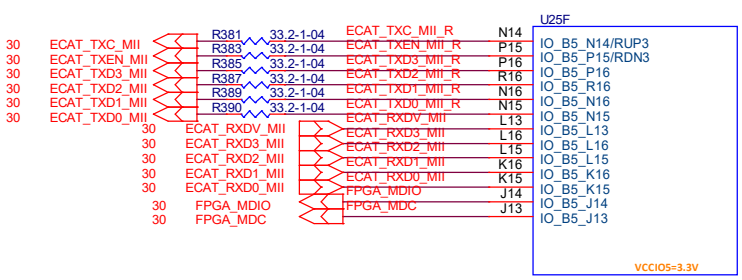 U25F
30 ECAT_TXC_MII R381 33.2-1-04 ECAT_TXC_MII_R N14 IO_B5_N14/RUP3
30 ECAT_TXEN_MII R383 33.2-1-04 ECAT_TXEN_MII_R P15 IO_B5_P15/RDN3
30 ECAT_TXD3_MII R385 33.2-1-04 ECAT_TXD3_MII_R P16 IO_B5_P16
30 ECAT_TXD2_MII R387 33.2-1-04 ECAT_TXD2_MII_R R16 IO_B5_R16
30 ECAT_TXD1_MII R389 33.2-1-04 ECAT_TXD1_MII_R N16 IO_B5_N16
30 ECAT_TXD0_MII R390 33.2-1-04 ECAT_TXD0_MII_R N15 IO_B5_N15
30 ECAT_RXDV_MII ECAT_RXDV_MII L13 IO_B5_L13
30 ECAT_RXD3_MII ECAT_RXD3_MII L16 IO_B5_L16
30 ECAT_RXD2_MII ECAT_RXD2_MII L15 IO_B5_L15
30 ECAT_RXD1_MII ECAT_RXD1_MII K16 IO_B5_K16
30 ECAT_RXD0_MII ECAT_RXD0_MII K15 IO_B5_K15
30 FPGA_MDIO FPGA_MDIO J14 IO_B5_J14
30 FPGA_MDC FPGA_MDC J13 IO_B5_J13
VCCIO5=3.3V